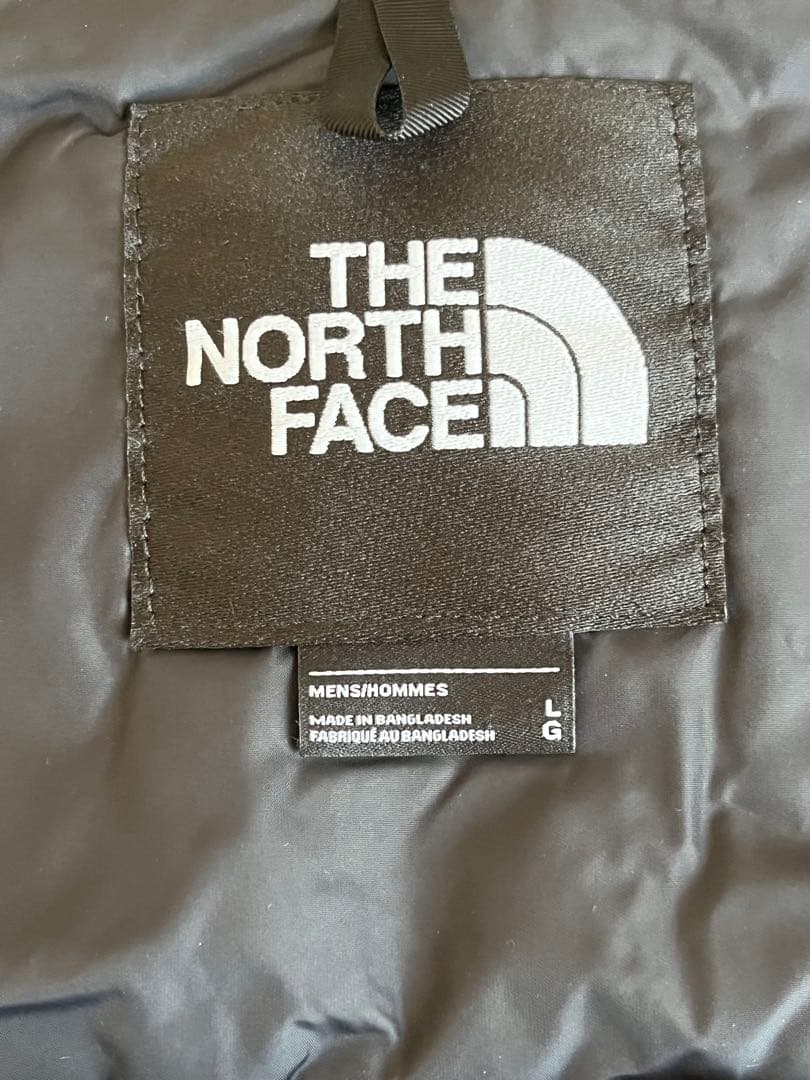 THE
NORTH
FACE
MENS/HOMMES
MADE IN BANGLADESH
FABRIQUÉ AU BANGLADESH
L
G